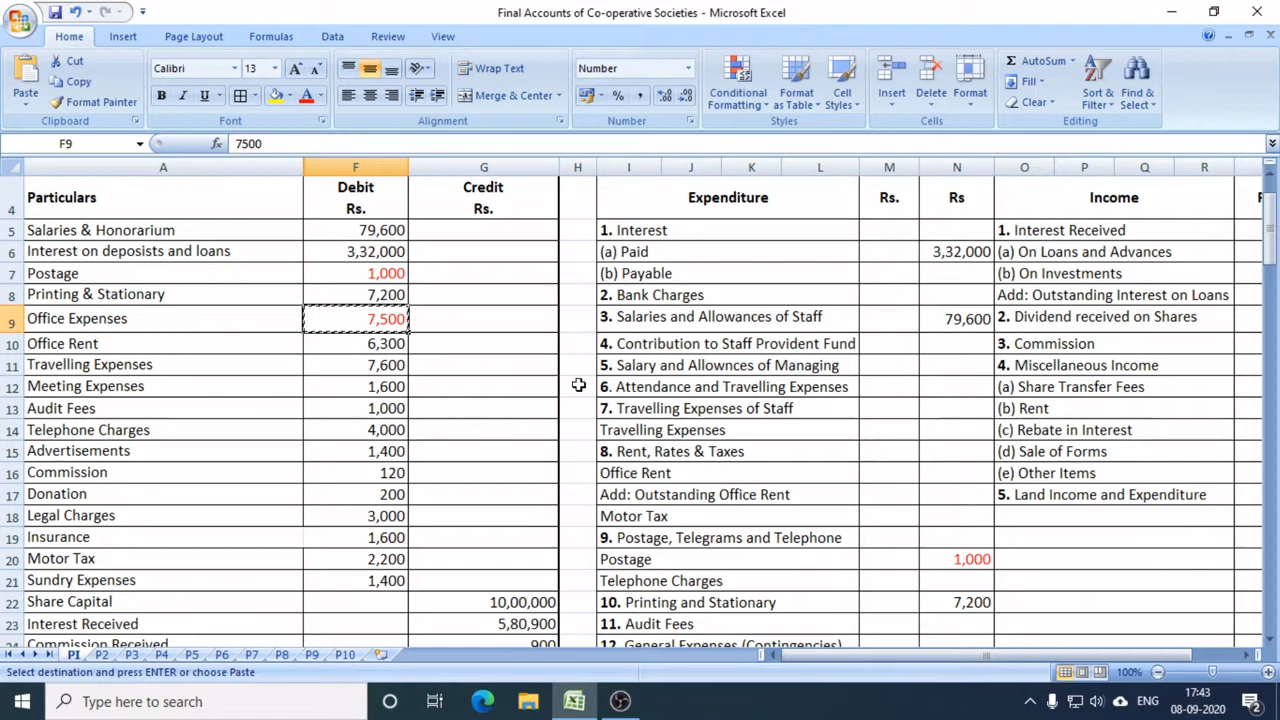 Final Accounts of Co-operative Societies - Microsoft Excel
Home Insert Page Layout Formulas Data Review View
Paste
Cut
Copy
Format Painter
Clipboard
Calibri 13
B I U
Font
Wrap Text
Merge & Center
Alignment
Number
%
Number
Conditional Formatting
Format as Table
Cell Styles
Styles
Insert Delete Format
Cells
AutoSum
Fill
Clear
Sort & Filter
Find & Select
Editing
F9 fx 7500
A F G H I J K L M N O P Q R
4 Particulars Debit Rs. Credit Rs. Expenditure Rs. Rs Income
5 Salaries & Honorarium 79,600 1. Interest 1. Interest Received
6 Interest on deposists and loans 3,32,000 (a) Paid 3,32,000 (a) On Loans and Advances
7 Postage 1,000 (b) Payable (b) On Investments
8 Printing & Stationary 7,200 2. Bank Charges Add: Outstanding Interest on Loans
9 Office Expenses 7,500 3. Salaries and Allowances of Staff 79,600 2. Dividend received on Shares
10 Office Rent 6,300 4. Contribution to Staff Provident Fund 3. Commission
11 Travelling Expenses 7,600 5. Salary and Allownces of Managing 4. Miscellaneous Income
12 Meeting Expenses 1,600 6. Attendance and Travelling Expenses (a) Share Transfer Fees
13 Audit Fees 1,000 7. Travelling Expenses of Staff (b) Rent
14 Telephone Charges 4,000 Travelling Expenses (c) Rebate in Interest
15 Advertisements 1,400 8. Rent, Rates & Taxes (d) Sale of Forms
16 Commission 120 Office Rent (e) Other Items
17 Donation 200 Add: Outstanding Office Rent 5. Land Income and Expenditure
18 Legal Charges 3,000 Motor Tax
19 Insurance 1,600 9. Postage, Telegrams and Telephone
20 Motor Tax 2,200 Postage 1,000
21 Sundry Expenses 1,400 Telephone Charges
22 Share Capital 10,00,000 10. Printing and Stationary 7,200
23 Interest Received 5,80,900 11. Audit Fees
Commission Received 900 12. General Expenses (Contingencies)
PI P2 P3 P4 P5 P6 P7 P8 P9 P10
Select destination and press ENTER or choose Paste 100%
Type here to search
ENG
17:43
08-09-2020
2